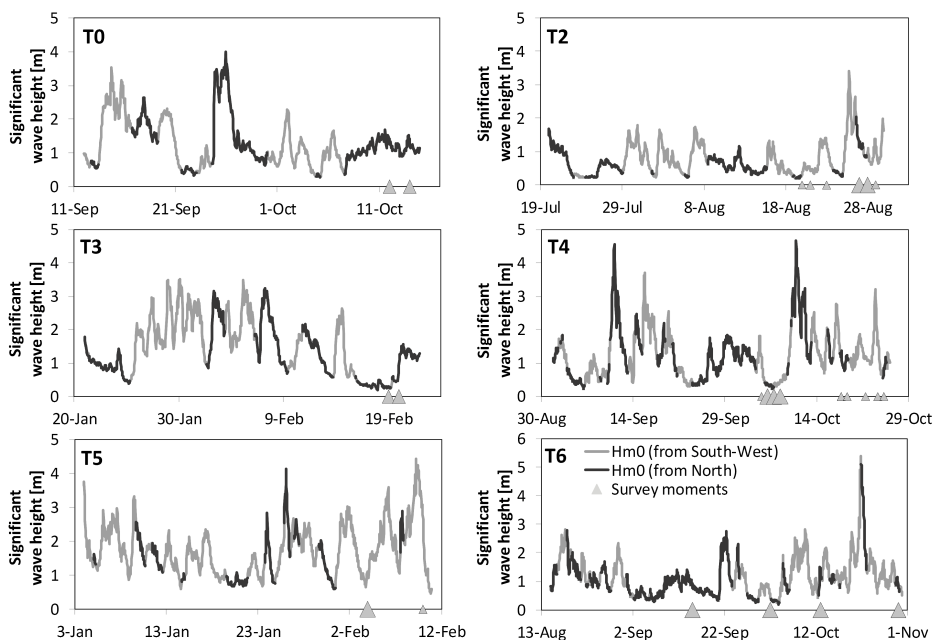 T0
Significant
wave height [m]
5
4
3
2
1
0
11-Sep 21-Sep 1-Oct 11-Oct
T2
Significant
wave height [m]
5
4
3
2
1
0
19-Jul 29-Jul 8-Aug 18-Aug 28-Aug
T3
Significant
wave height [m]
5
4
3
2
1
0
20-Jan 30-Jan 9-Feb 19-Feb
T4
Significant
wave height [m]
5
4
3
2
1
0
30-Aug 14-Sep 29-Sep 14-Oct 29-Oct
T5
Significant
wave height [m]
5
4
3
2
1
0
3-Jan 13-Jan 23-Jan 2-Feb 12-Feb
T6
Hm0 (from South-West)
Hm0 (from North)
Survey moments
Significant
wave height [m]
6
5
4
3
2
1
0
13-Aug 2-Sep 22-Sep 12-Oct 1-Nov